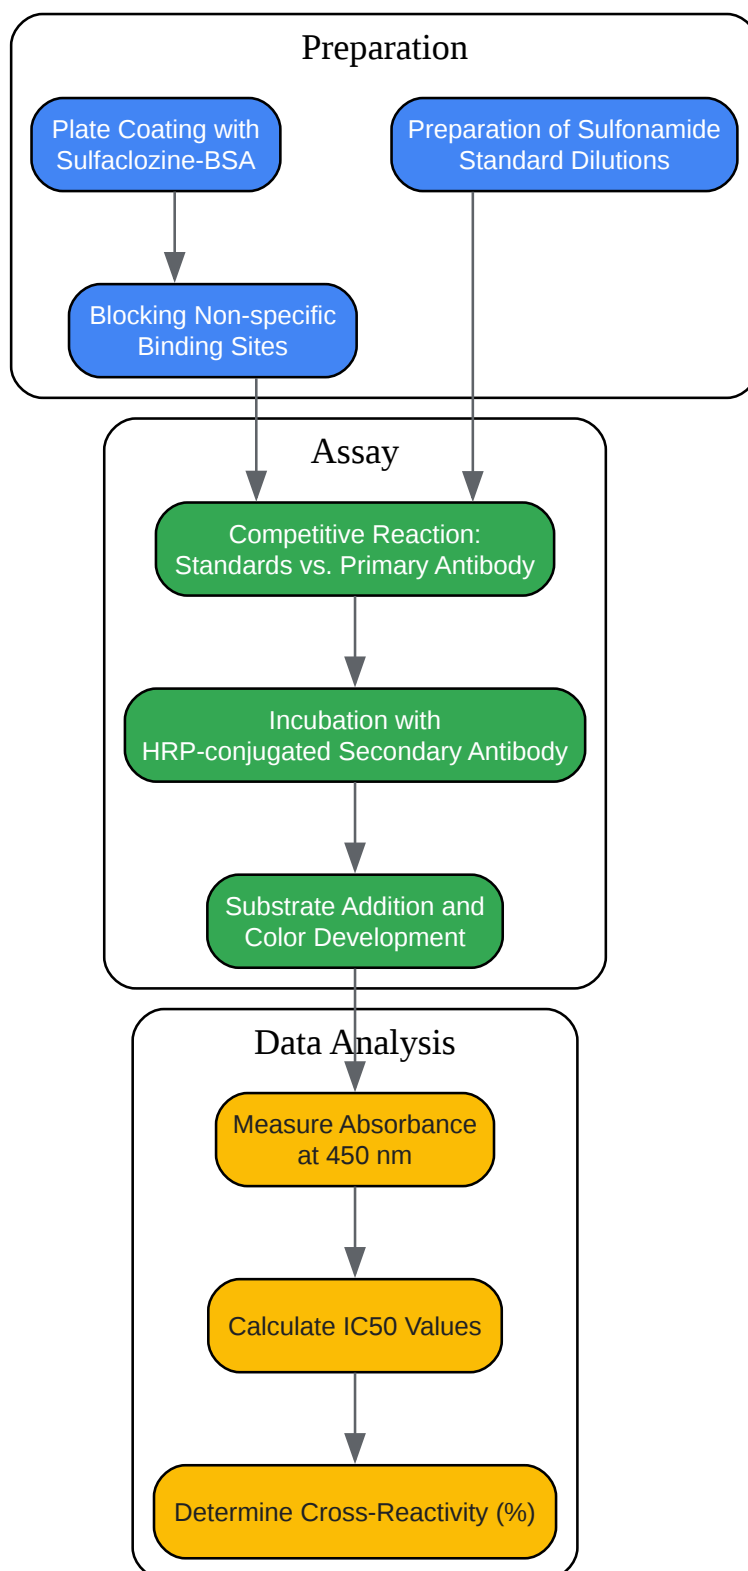 Preparation
Plate Coating with
Sulfaclozine-BSA
Preparation of Sulfonamide
Standard Dilutions
Blocking Non-specific
Binding Sites
Assay
Competitive Reaction:
Standards vs. Primary Antibody
Incubation with
HRP-conjugated Secondary Antibody
Substrate Addition and
Color Development
Data Analysis
Measure Absorbance
at 450 nm
Calculate IC50 Values
Determine Cross-Reactivity (%)